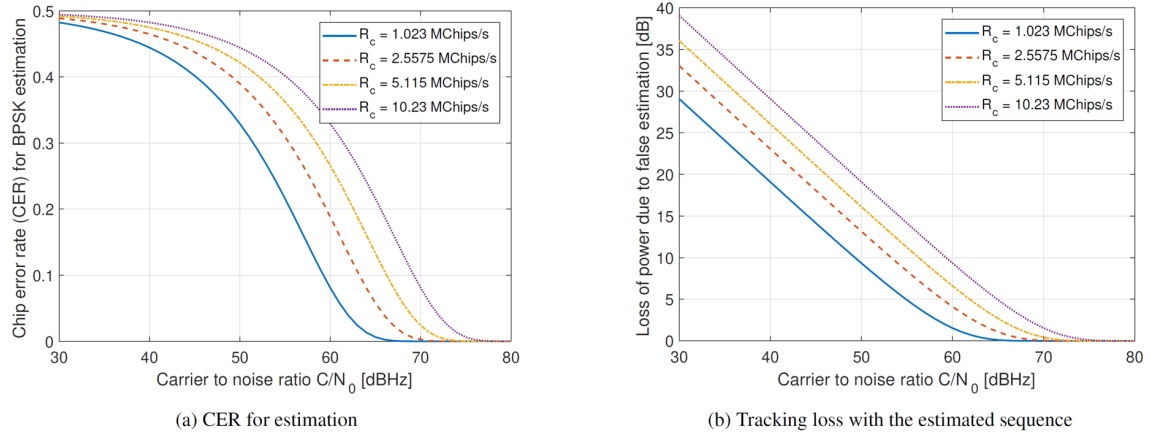 Chip error rate (CER) for BPSK estimation
0.5
0.4
0.3
0.2
0.1
0
30
40
50
60
70
80
Carrier to noise ratio C/N0 [dBHz]
Rc = 1.023 MChips/s
Rc = 2.5575 MChips/s
Rc = 5.115 MChips/s
Rc = 10.23 MChips/s
(a) CER for estimation
Loss of power due to false estimation [dB]
40
35
30
25
20
15
10
5
0
30
40
50
60
70
80
Carrier to noise ratio C/N0 [dBHz]
Rc = 1.023 MChips/s
Rc = 2.5575 MChips/s
Rc = 5.115 MChips/s
Rc = 10.23 MChips/s
(b) Tracking loss with the estimated sequence